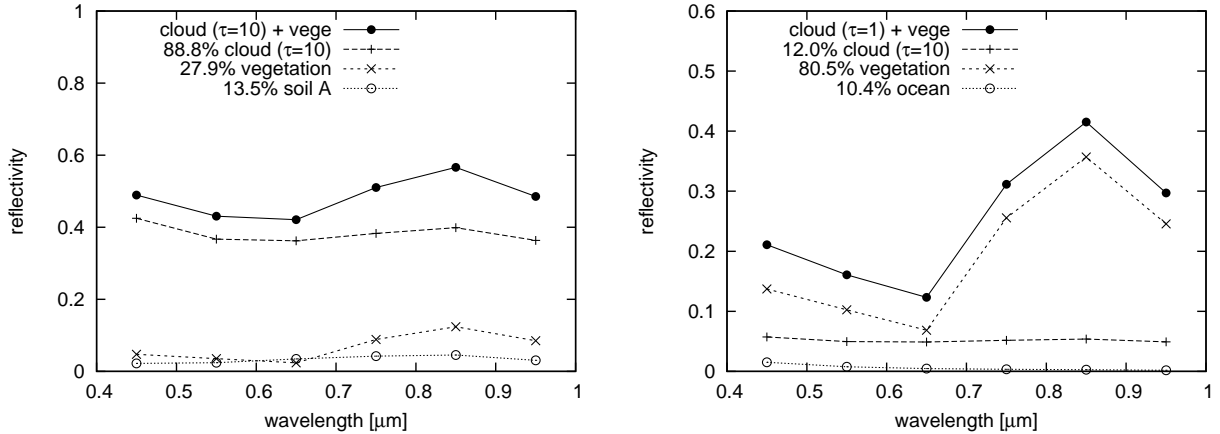 1
0.8
0.6
0.4
0.2
0
0.4 0.5 0.6 0.7 0.8 0.9 1
reflectivity
wavelength [μm]
cloud (τ=10) + vege
88.8% cloud (τ=10)
27.9% vegetation
13.5% soil A
0.6
0.5
0.4
0.3
0.2
0.1
0
0.4 0.5 0.6 0.7 0.8 0.9 1
reflectivity
wavelength [μm]
cloud (τ=1) + vege
12.0% cloud (τ=10)
80.5% vegetation
10.4% ocean